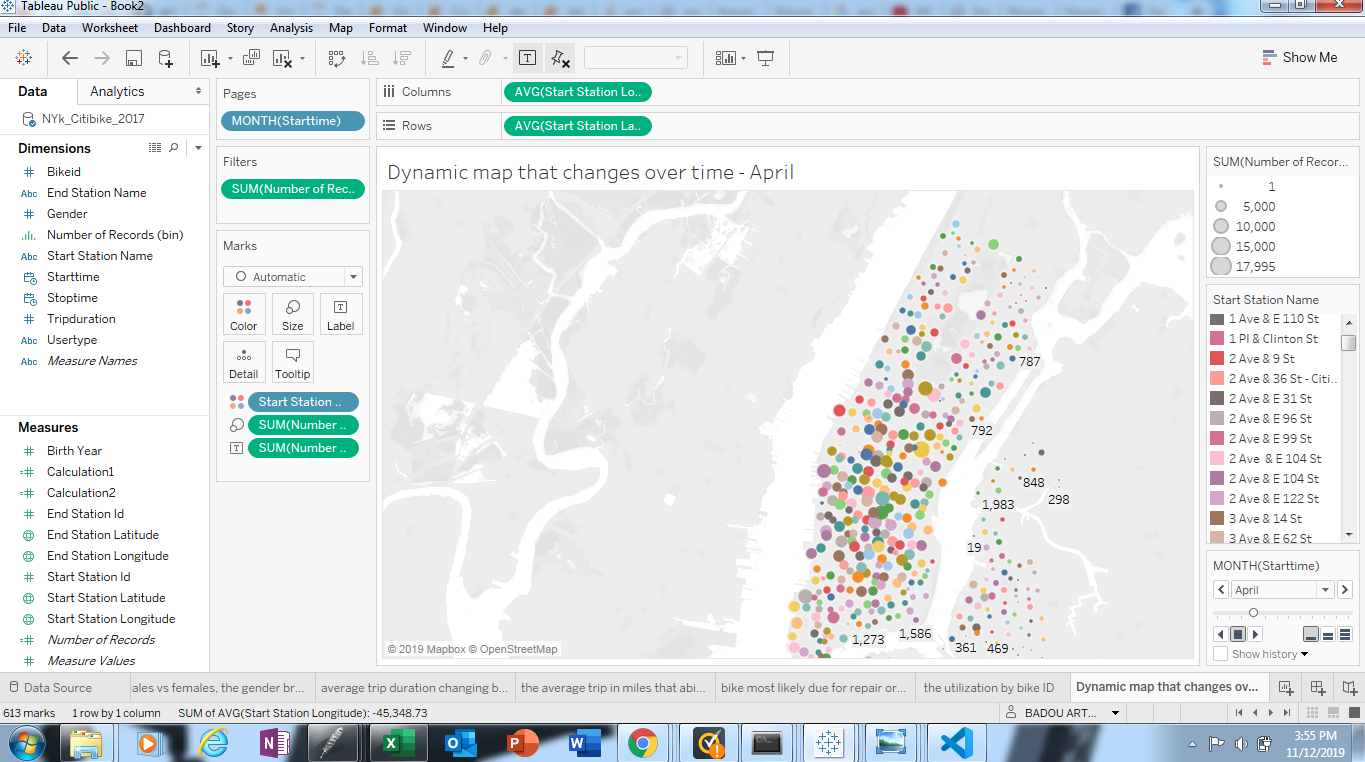 Tableau Public - Book2
File Data Worksheet Dashboard Story Analysis Map Format Window Help
Show Me
Data Analytics
NYk_Citibike_2017
Dimensions
Bikeid
Abc End Station Name
Gender
Number of Records (bin)
Abc Start Station Name
Starttime
Stoptime
Tripduration
Abc Usertype
Abc Measure Names
Measures
Birth Year
Calculation1
Calculation2
End Station Id
End Station Latitude
End Station Longitude
Start Station Id
Start Station Latitude
Start Station Longitude
Number of Records
Measure Values
Pages
MONTH(Starttime)
Filters
SUM(Number of Rec..
Marks
Automatic
Color Size Label
Detail Tooltip
Start Station ..
SUM(Number ..
SUM(Number ..
Columns AVG(Start Station Lo..
Rows AVG(Start Station La..
Dynamic map that changes over time - April
787
792
848
298
1,983
19
1,586
1,273
361 469
© 2019 Mapbox © OpenStreetMap
SUM(Number of Recor...
1
5,000
10,000
15,000
17,995
Start Station Name
1 Ave & E 110 St
1 Pl & Clinton St
2 Ave & 9 St
2 Ave & 36 St - Citi..
2 Ave & E 31 St
2 Ave & E 96 St
2 Ave & E 99 St
2 Ave & E 104 St
2 Ave & E 104 St
2 Ave & E 122 St
3 Ave & 14 St
3 Ave & E 62 St
MONTH(Starttime)
April
Show history
Data Source ales vs females, the gender br... average trip duration changing b... the average trip in miles that abi... bike most likely due for repair or... the utilization by bike ID Dynamic map that changes ov...
613 marks 1 row by 1 column SUM of AVG(Start Station Longitude): -45,348.73 BADOU ART...
3:55 PM
11/12/2019